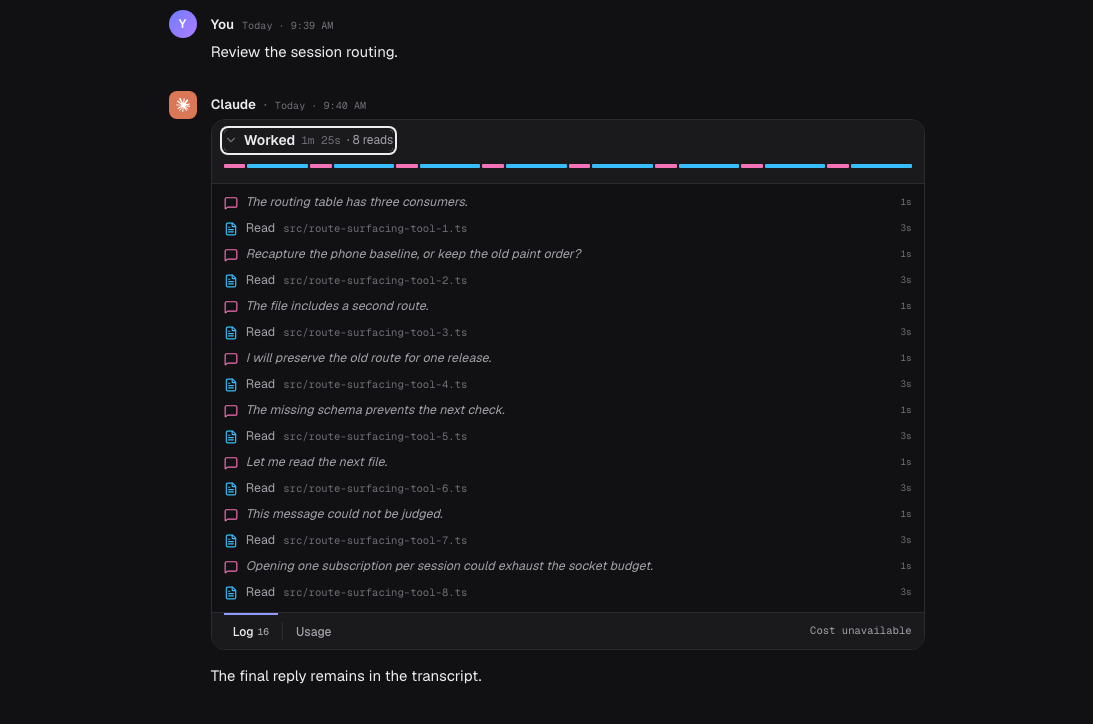 Y
You Today · 9:39 AM
Review the session routing.
Claude · Today · 9:40 AM
Worked 1m 25s · 8 reads
The routing table has three consumers. 1s
Read src/route-surfacing-tool-1.ts 3s
Recapture the phone baseline, or keep the old paint order? 1s
Read src/route-surfacing-tool-2.ts 3s
The file includes a second route. 1s
Read src/route-surfacing-tool-3.ts 3s
I will preserve the old route for one release. 1s
Read src/route-surfacing-tool-4.ts 3s
The missing schema prevents the next check. 1s
Read src/route-surfacing-tool-5.ts 3s
Let me read the next file. 1s
Read src/route-surfacing-tool-6.ts 3s
This message could not be judged. 1s
Read src/route-surfacing-tool-7.ts 3s
Opening one subscription per session could exhaust the socket budget. 1s
Read src/route-surfacing-tool-8.ts 3s
Log 16 Usage Cost unavailable
The final reply remains in the transcript.